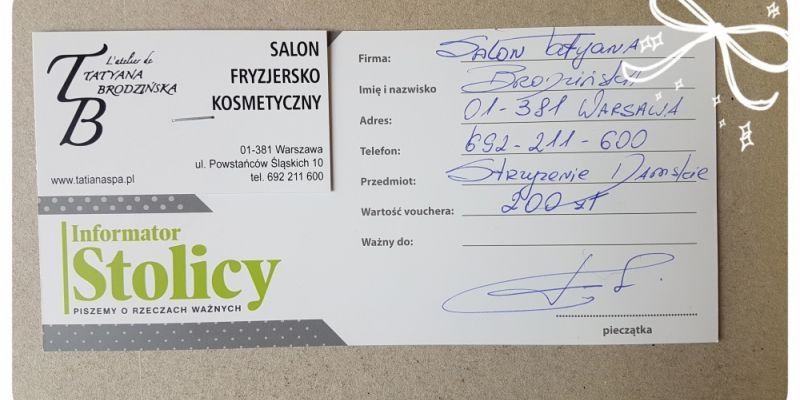 L'atelier de
TATYANA
BRODZIŃSKA
TB
SALON
FRYZJERSKO
KOSMETYCZNY
01-381 Warszawa
ul. Powstańców Śląskich 10
www.tatianaspa.pl
tel. 692 211 600
Informator
Stolicy
PISZEMY O RZECZACH WAŻNYCH
Firma: Salon Tatyana
Imię i nazwisko Brodzińska
Adres: 01-381 WARSAWA
Telefon: 692-211-600
Przedmiot: Strzyżenie Damskie
Wartość vouchera: 200 zł
Ważny do:
pieczątka